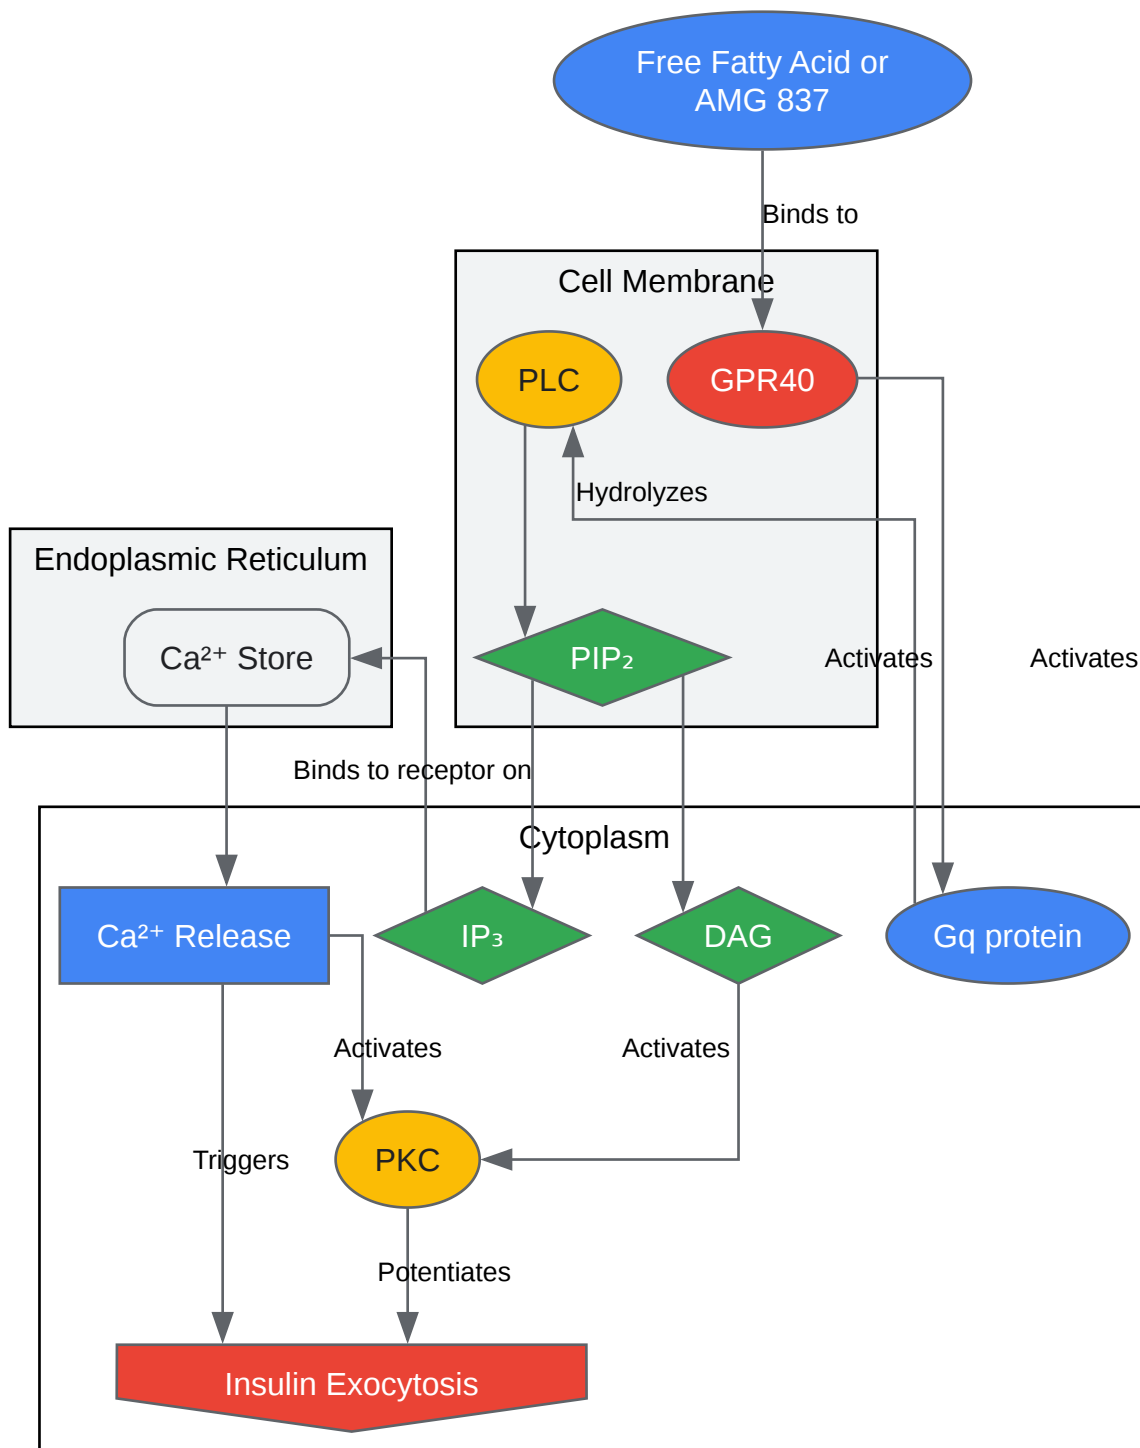 Free Fatty Acid or
AMG 837
Binds to
Cell Membrane
PLC
GPR40
Hydrolyzes
Endoplasmic Reticulum
Ca²⁺ Store
PIP₂
Activates
Activates
Binds to receptor on
Cytoplasm
Ca²⁺ Release
IP₃
DAG
Gq protein
Activates
Activates
Triggers
PKC
Potentiates
Insulin Exocytosis